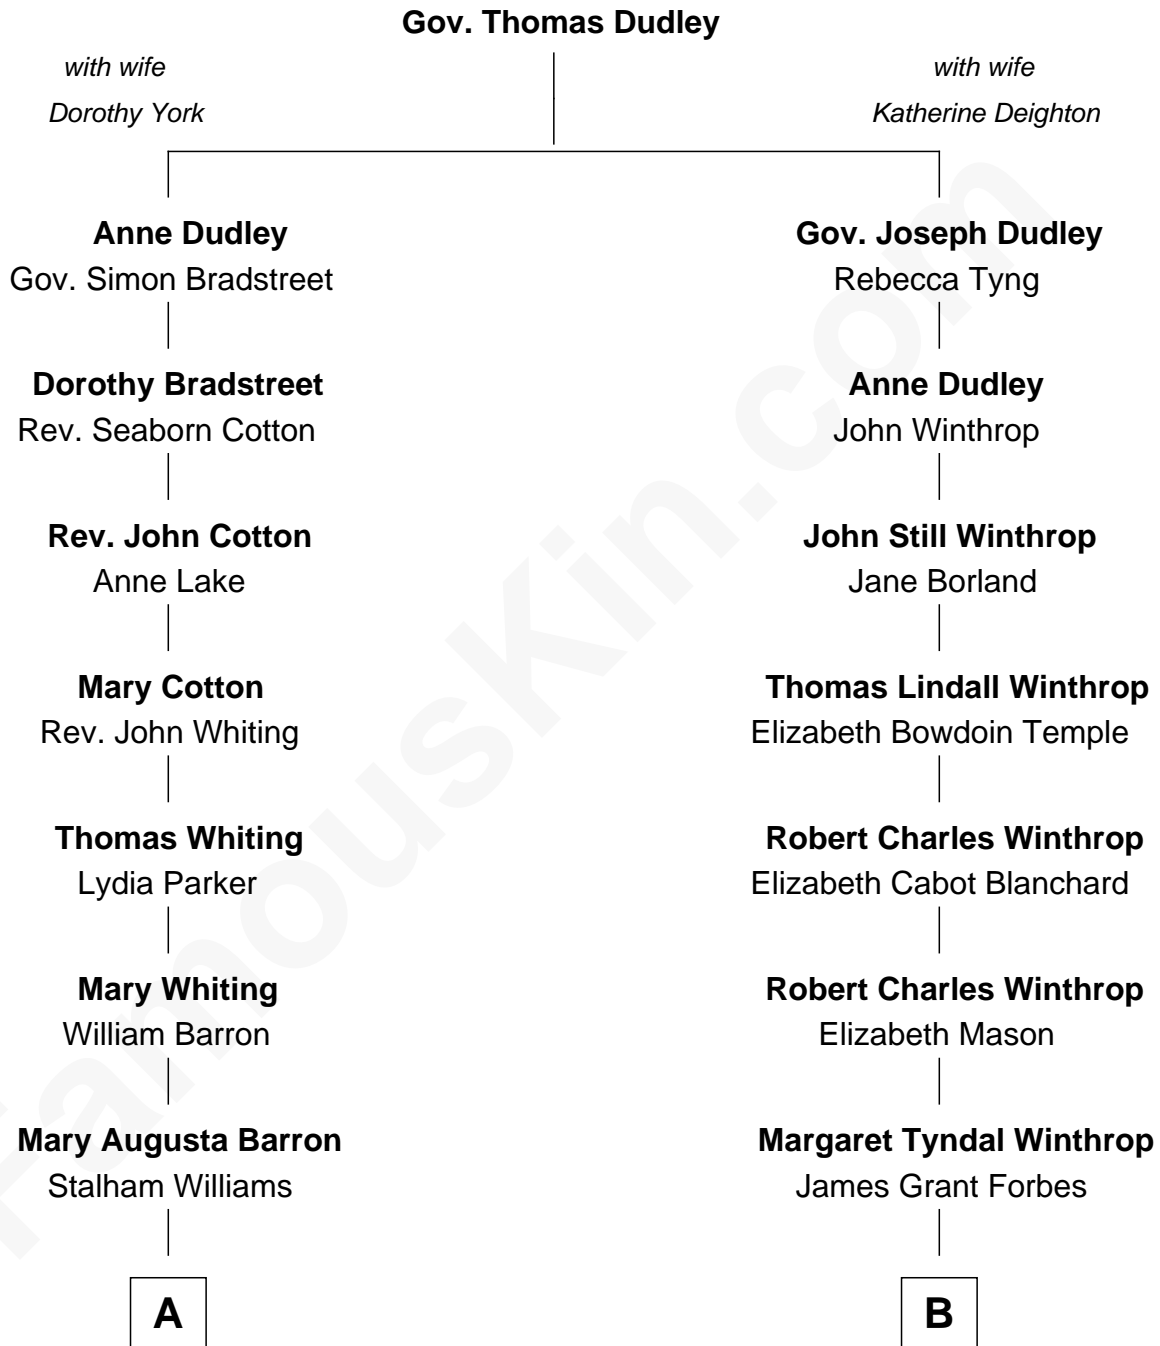 Gov. Thomas Dudley
with wife
Dorothy York
with wife
Katherine Deighton
Anne Dudley
Gov. Simon Bradstreet
Dorothy Bradstreet
Rev. Seaborn Cotton
Rev. John Cotton
Anne Lake
Mary Cotton
Rev. John Whiting
Thomas Whiting
Lydia Parker
Mary Whiting
William Barron
Mary Augusta Barron
Stalham Williams
A
Gov. Joseph Dudley
Rebecca Tyng
Anne Dudley
John Winthrop
John Still Winthrop
Jane Borland
Thomas Lindall Winthrop
Elizabeth Bowdoin Temple
Robert Charles Winthrop
Elizabeth Cabot Blanchard
Robert Charles Winthrop
Elizabeth Mason
Margaret Tyndal Winthrop
James Grant Forbes
B
FamousKin.com